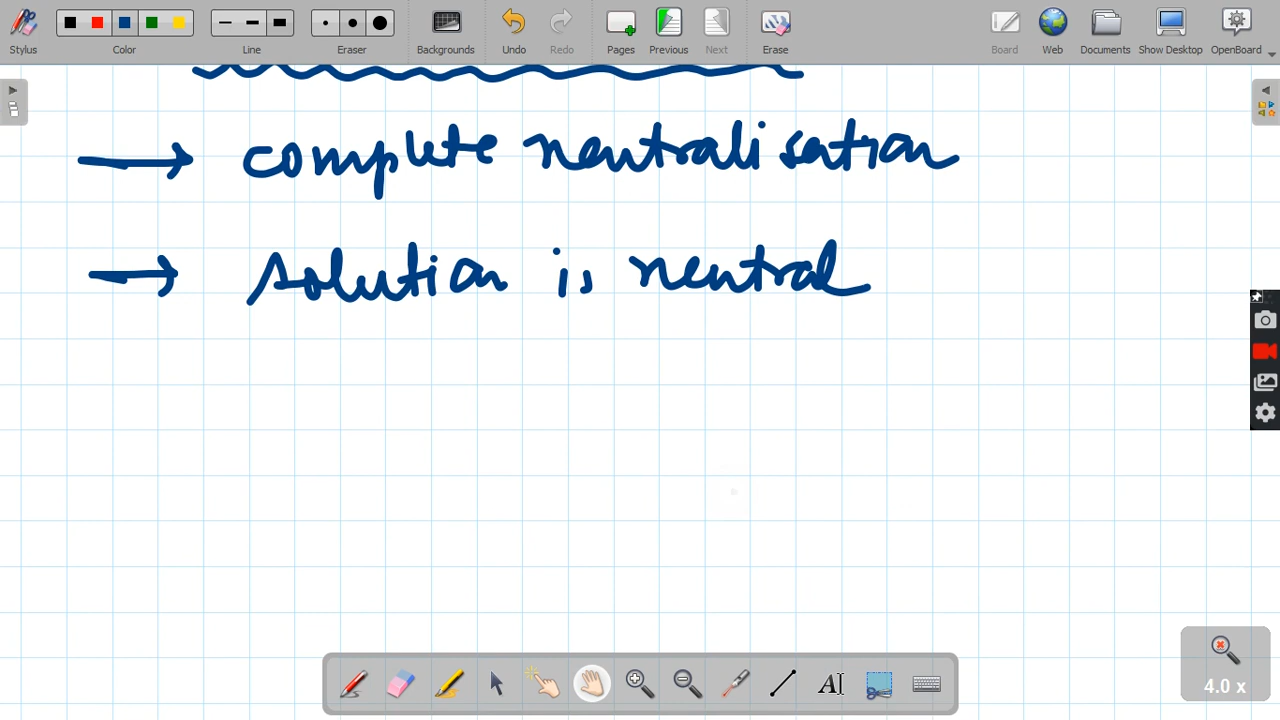 Stylus Color Line Eraser Backgrounds Undo Redo Pages Previous Next Erase Board Web Documents Show Desktop OpenBoard
→ complete neutralisation
→ solution is neutral
4.0 x